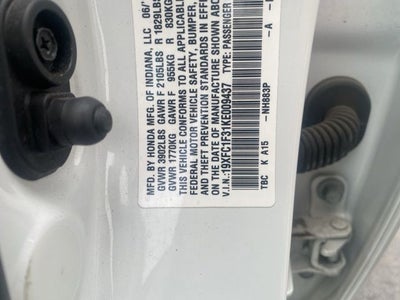 MFD. BY HONDA MFG. OF INDIANA, LLC 06/
GVWR 3902LBS GAWR F 2105LBS R 1829LBS
GVWR 1770KG GAWR F 955KG R 830KG
THIS VEHICLE CONFORMS TO ALL APPLICABLE
FEDERAL MOTOR VEHICLE SAFETY, BUMPER,
AND THEFT PREVENTION STANDARDS IN EFFECT
ON THE DATE OF MANUFACTURE SHOWN ABOVE.
V.I.N.:19XFC1F31KE009437 TYPE: PASSENGER
TBC K A15 -NH883P -A